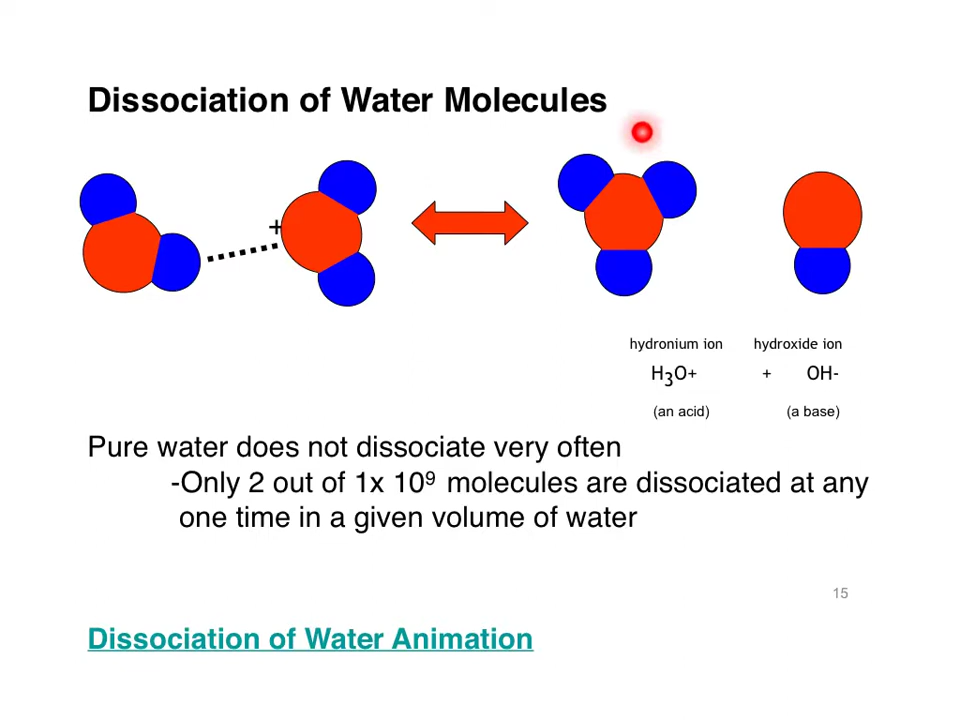 Dissociation of Water Molecules
+
hydronium ion hydroxide ion
H₃O+ + OH-
(an acid) (a base)
Pure water does not dissociate very often
-Only 2 out of 1x 10⁹ molecules are dissociated at any
one time in a given volume of water
15
Dissociation of Water Animation